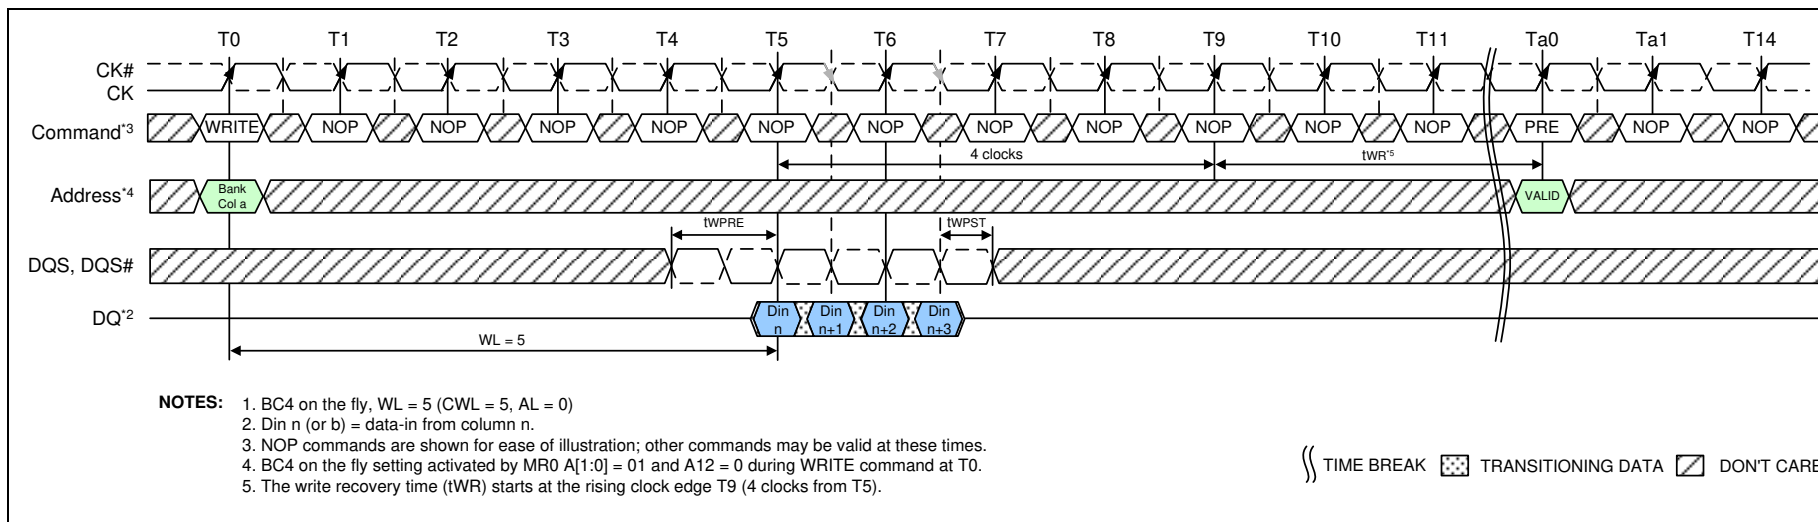 T0 T1 T2 T3 T4 T5 T6 T7 T8 T9 T10 T11 Ta0 Ta1 T14
CK#
CK
Command*3 WRITE NOP NOP NOP NOP NOP NOP NOP NOP NOP NOP NOP PRE NOP NOP
4 clocks tWR*5
Address*4 Bank Col a VALID
tWPRE tWPST
DQS, DQS#
DQ*2 Din n Din n+1 Din n+2 Din n+3
WL = 5
NOTES: 1. BC4 on the fly, WL = 5 (CWL = 5, AL = 0)
2. Din n (or b) = data-in from column n.
3. NOP commands are shown for ease of illustration; other commands may be valid at these times.
4. BC4 on the fly setting activated by MR0 A[1:0] = 01 and A12 = 0 during WRITE command at T0.
5. The write recovery time (tWR) starts at the rising clock edge T9 (4 clocks from T5).
TIME BREAK TRANSITIONING DATA DON'T CARE